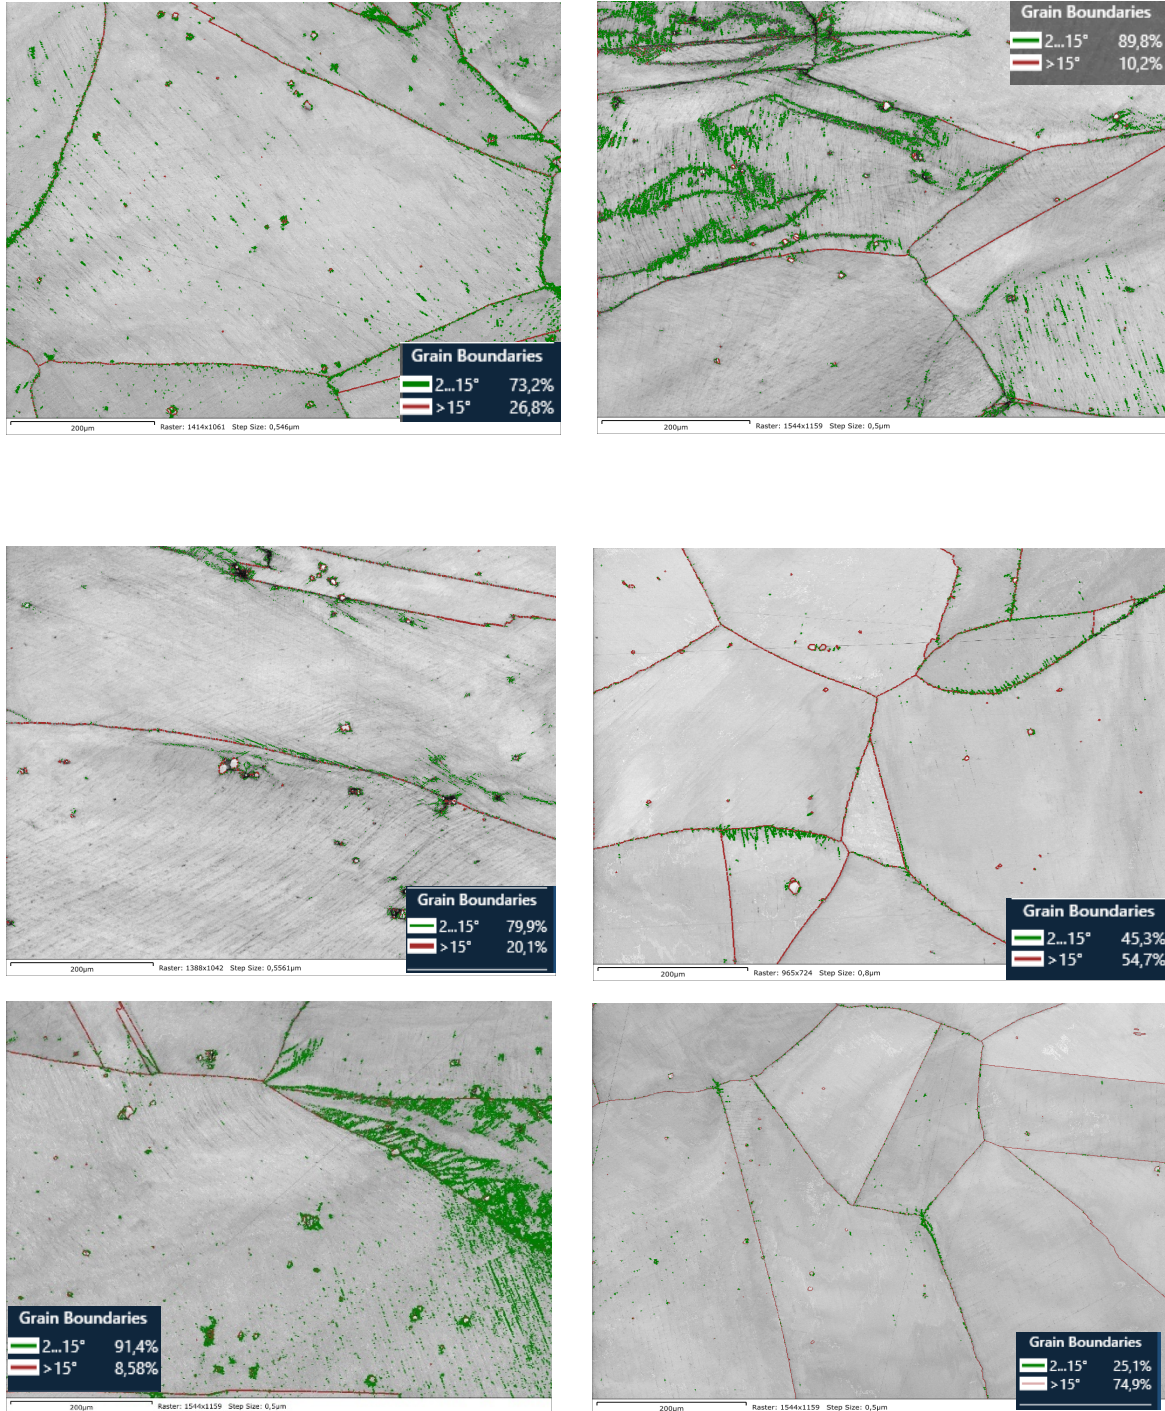 Grain Boundaries
2...15° 73,2%
>15° 26,8%
200µm Raster: 1414x1061 Step Size: 0,546µm
Grain Boundaries
2...15° 89,8%
>15° 10,2%
200µm Raster: 1544x1159 Step Size: 0,5µm
Grain Boundaries
2...15° 79,9%
>15° 20,1%
200µm Raster: 1388x1042 Step Size: 0,5561µm
Grain Boundaries
2...15° 45,3%
>15° 54,7%
200µm Raster: 965x724 Step Size: 0,8µm
Grain Boundaries
2...15° 91,4%
>15° 8,58%
200µm Raster: 1544x1159 Step Size: 0,5µm
Grain Boundaries
2...15° 25,1%
>15° 74,9%
200µm Raster: 1544x1159 Step Size: 0,5µm